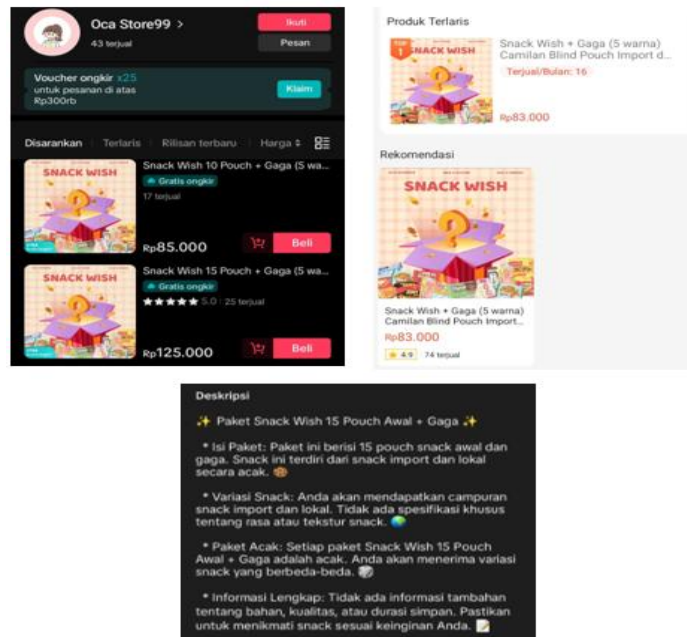 Oca Store99 >
43 terjual
Ikuti
Pesan
Voucher ongkir x25
untuk pesanan di atas
Rp300rb
Klaim
Disarankan
Terlaris
Rilisan terbaru
Harga
SNACK WISH
Snack Wish 10 Pouch + Gaga (5 wa...
Gratis ongkir
17 terjual
Rp85.000
Beli
SNACK WISH
Snack Wish 15 Pouch + Gaga (5 wa...
Gratis ongkir
5.0
25 terjual
Rp125.000
Beli
Produk Terlaris
TOP
1
SNACK WISH
Snack Wish + Gaga (5 warna)
Camilan Blind Pouch Import d...
Terjual/Bulan: 16
Rp83.000
Rekomendasi
SNACK WISH
Snack Wish + Gaga (5 warna)
Camilan Blind Pouch Import...
Rp83.000
4.9
74 terjual
Deskripsi
✨ Paket Snack Wish 15 Pouch Awal + Gaga ✨
* Isi Paket: Paket ini berisi 15 pouch snack awal dan
gaga. Snack ini terdiri dari snack import dan lokal
secara acak. 🍪
* Variasi Snack: Anda akan mendapatkan campuran
snack import dan lokal. Tidak ada spesifikasi khusus
tentang rasa atau tekstur snack. 🌍
* Paket Acak: Setiap paket Snack Wish 15 Pouch
Awal + Gaga adalah acak. Anda akan menerima variasi
snack yang berbeda-beda. 🎲
* Informasi Lengkap: Tidak ada informasi tambahan
tentang bahan, kualitas, atau durasi simpan. Pastikan
untuk menikmati snack sesuai keinginan Anda. 📝